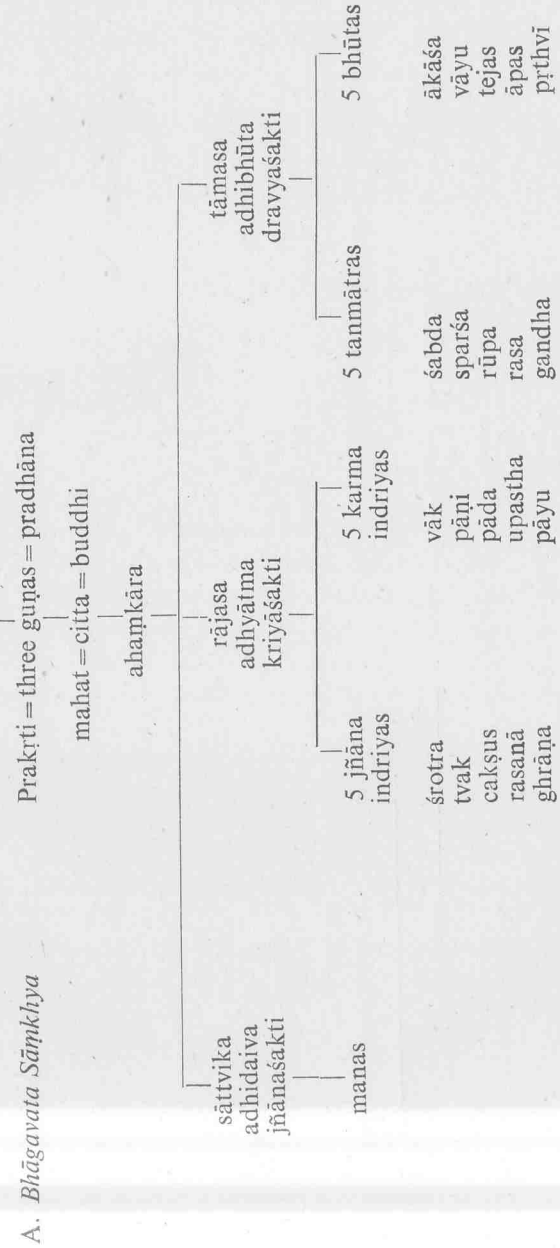 A. Bhāgavata Sāṃkhya
Prakṛti = three guṇas = pradhāna
mahat = citta = buddhi
ahaṃkāra
sāttvika
adhidaiva
jñānaśakti
manas
rājasa
adhyātma
kriyāśakti
5 jñāna
indriyas
śrotra
tvak
cakṣus
rasanā
ghrāṇa
5 karma
indriyas
vāk
pāṇi
pāda
upastha
pāyu
tāmasa
adhibhūta
dravyaśakti
5 tanmātras
śabda
sparśa
rūpa
rasa
gandha
5 bhūtas
ākāśa
vāyu
tejas
āpas
pṛthvī